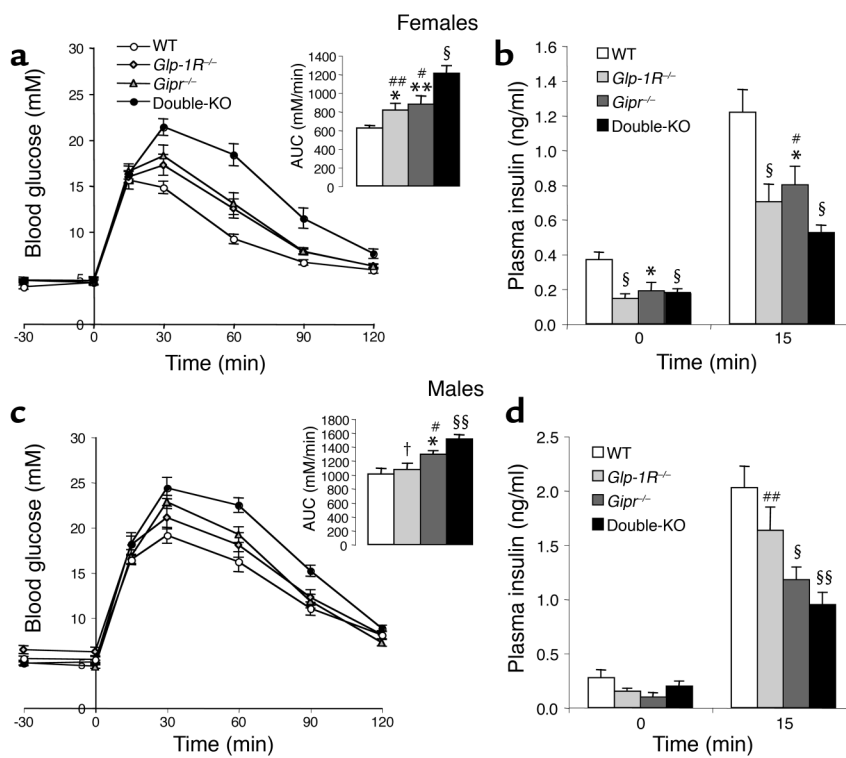 Females
a
30
25
20
15
10
5
0
Blood glucose (mM)
WT
Glp-1R–/–
Gipr–/–
Double-KO
-30
0
30
60
90
120
Time (min)
1400
1200
1000
800
600
400
200
0
AUC (mM/min)
##
*
#
**
§
b
1.6
1.4
1.2
1.0
0.8
0.6
0.4
0.2
0.0
Plasma insulin (ng/ml)
WT
Glp-1R–/–
Gipr–/–
Double-KO
§
*
§
§
#
*
§
0
15
Time (min)
Males
c
30
25
20
15
10
5
0
Blood glucose (mM)
-30
0
30
60
90
120
Time (min)
1800
1600
1400
1200
1000
800
600
400
200
0
AUC (mM/min)
†
#
*
§§
d
2.5
2.0
1.5
1.0
0.5
0.0
Plasma insulin (ng/ml)
WT
Glp-1R–/–
Gipr–/–
Double-KO
##
§
§§
0
15
Time (min)